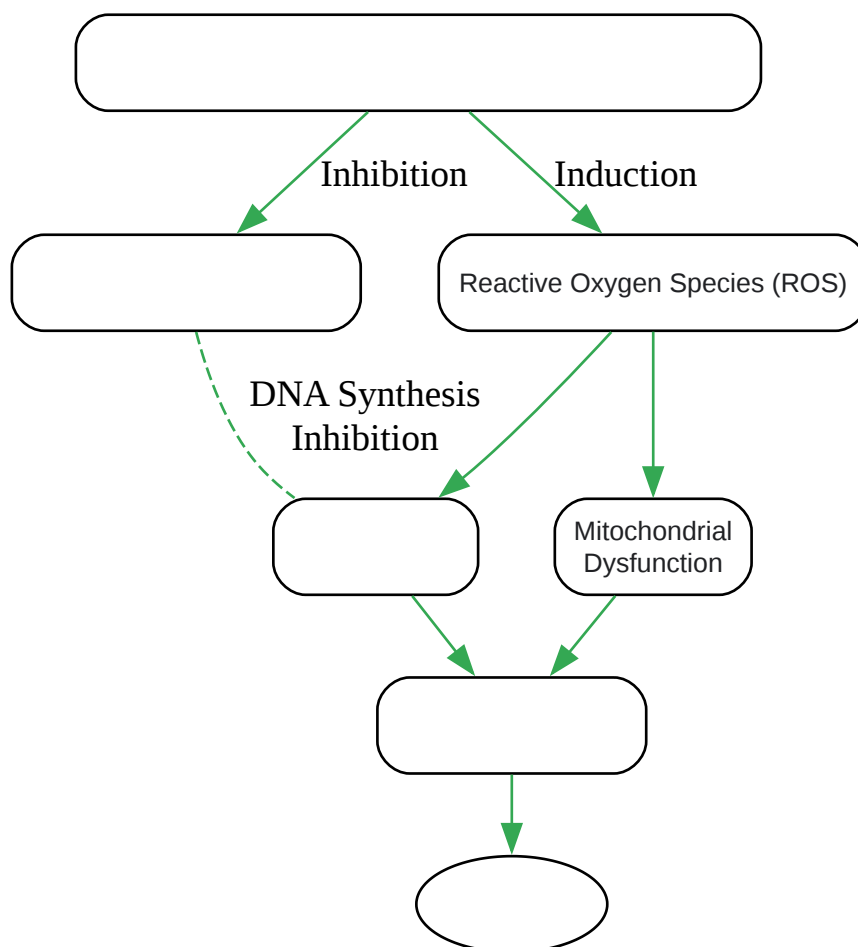 Inhibition
Induction
Reactive Oxygen Species (ROS)
DNA Synthesis
Inhibition
Mitochondrial
Dysfunction